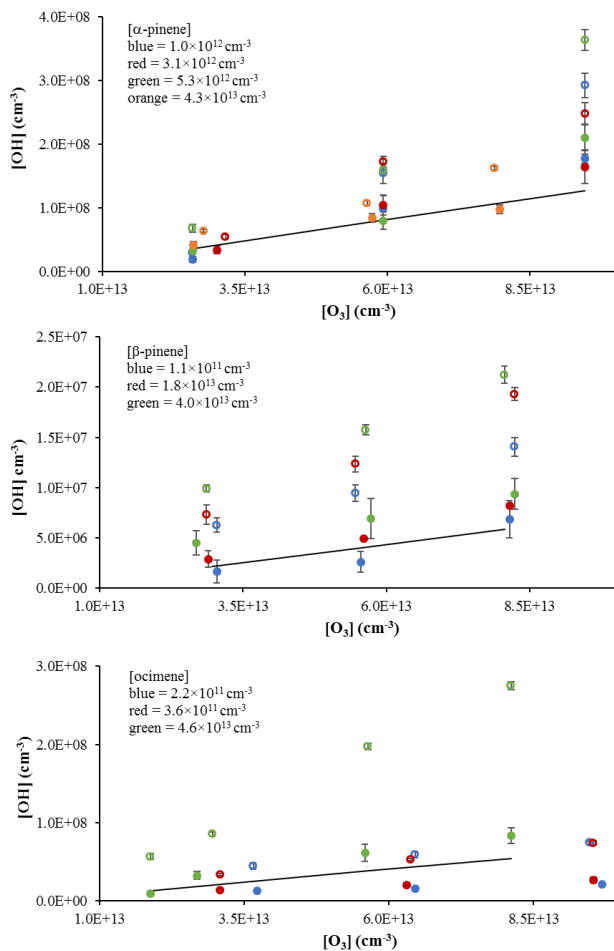 4.0E+08
3.0E+08
2.0E+08
1.0E+08
0.0E+00
[OH] (cm-3)
[α-pinene]
blue = 1.0×10¹² cm⁻³
red = 3.1×10¹² cm⁻³
green = 5.3×10¹² cm⁻³
orange = 4.3×10¹³ cm⁻³
1.0E+13 3.5E+13 6.0E+13 8.5E+13
[O₃] (cm⁻³)
2.5E+07
2.0E+07
1.5E+07
1.0E+07
5.0E+06
0.0E+00
[OH] cm⁻³)
[β-pinene]
blue = 1.1×10¹¹ cm⁻³
red = 1.8×10¹³ cm⁻³
green = 4.0×10¹³ cm⁻³
1.0E+13 3.5E+13 6.0E+13 8.5E+13
[O₃] (cm⁻³)
3.0E+08
2.0E+08
1.0E+08
0.0E+00
[OH] (cm⁻³)
[ocimene]
blue = 2.2×10¹¹ cm⁻³
red = 3.6×10¹¹ cm⁻³
green = 4.6×10¹³ cm⁻³
1.0E+13 3.5E+13 6.0E+13 8.5E+13
[O₃] (cm⁻³)